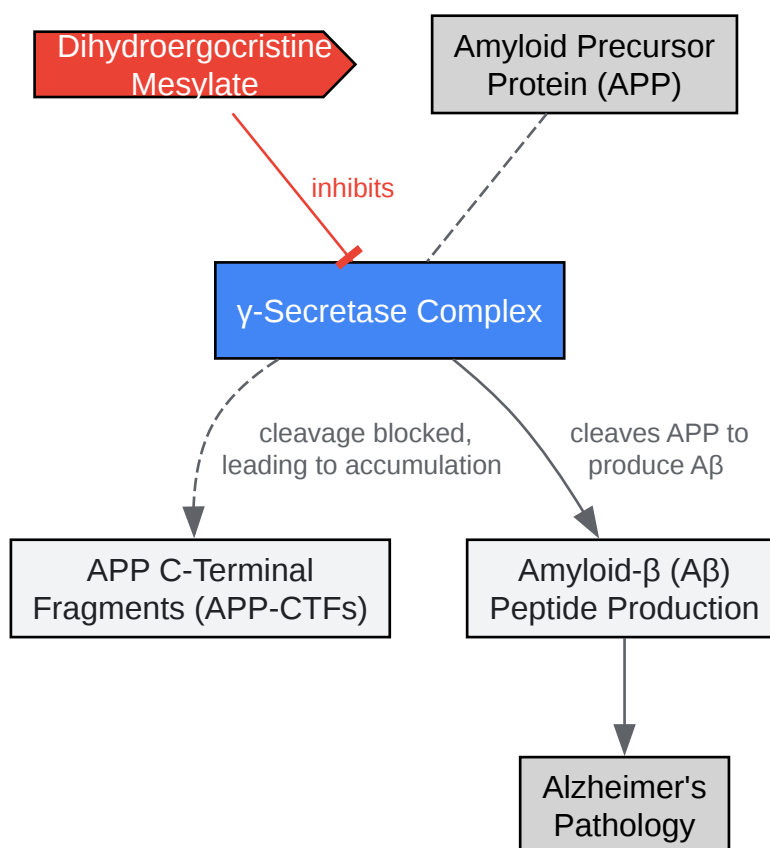 Dihydroergocristine
Mesylate
Amyloid Precursor
Protein (APP)
inhibits
γ-Secretase Complex
cleavage blocked,
leading to accumulation
cleaves APP to
produce Aβ
APP C-Terminal
Fragments (APP-CTFs)
Amyloid-β (Aβ)
Peptide Production
Alzheimer's
Pathology